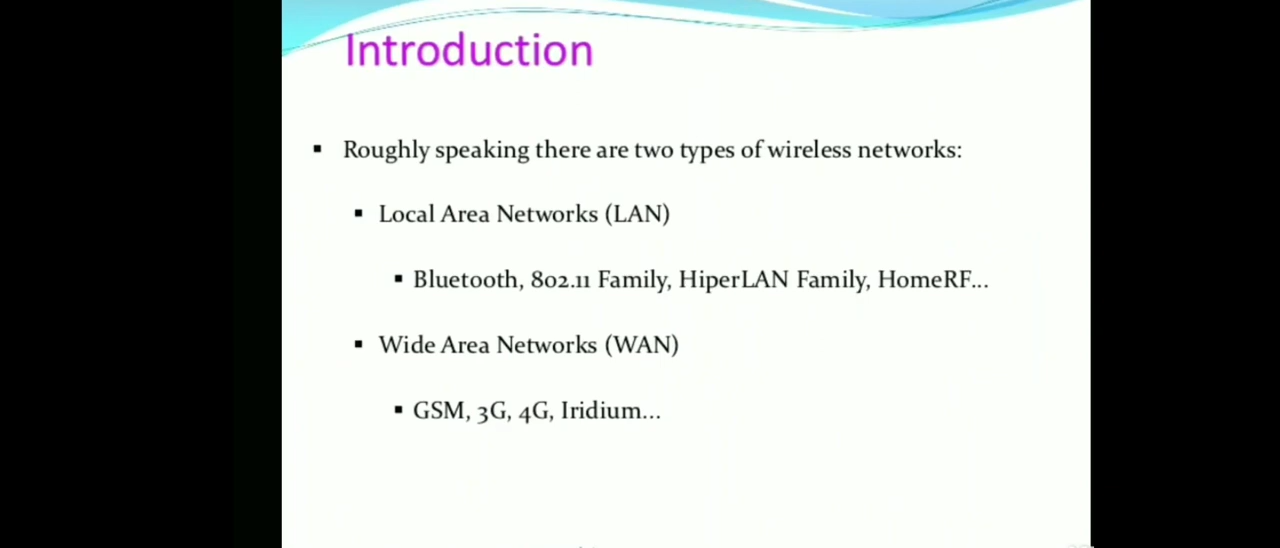 Introduction
▪ Roughly speaking there are two types of wireless networks:
▪ Local Area Networks (LAN)
▪ Bluetooth, 802.11 Family, HiperLAN Family, HomeRF...
▪ Wide Area Networks (WAN)
▪ GSM, 3G, 4G, Iridium...